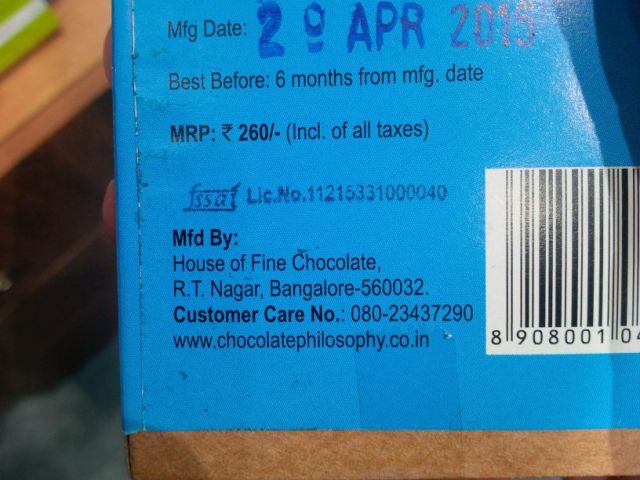 Mfg Date: 29 APR 2015
Best Before: 6 months from mfg. date
MRP: ₹ 260/- (Incl. of all taxes)
fssai Lic.No.11215331000040
Mfd By:
House of Fine Chocolate,
R.T. Nagar, Bangalore-560032.
Customer Care No.: 080-23437290
www.chocolatephilosophy.co.in
8 908001 04